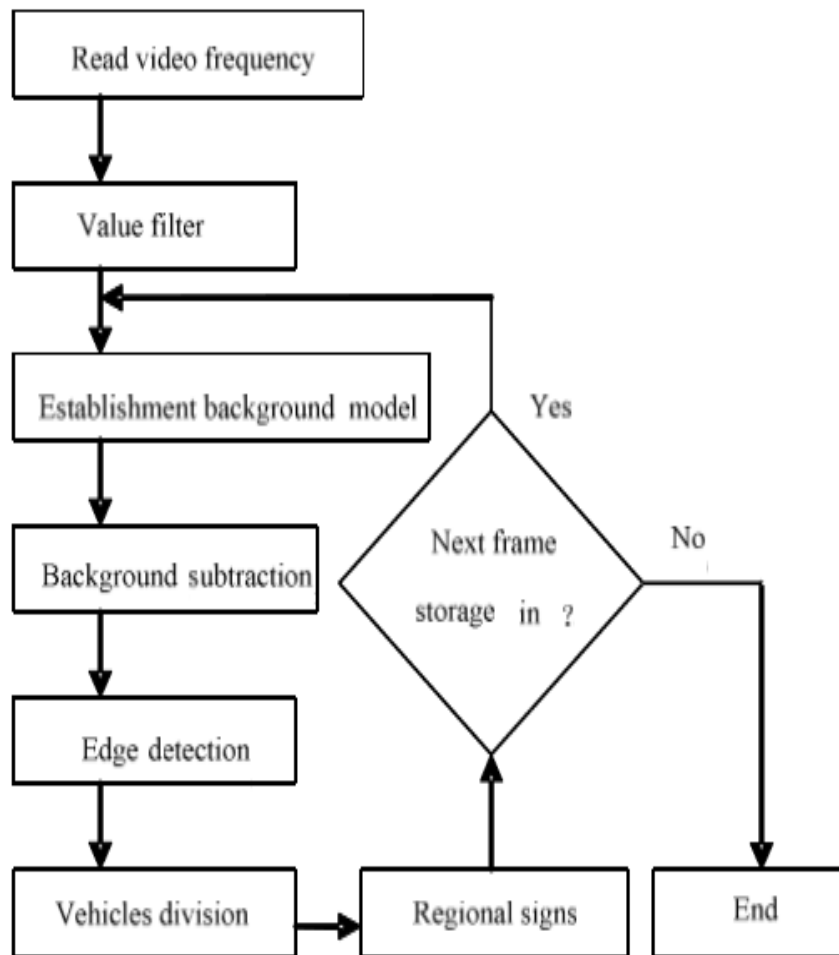 Read video frequency
Value filter
Establishment background model
Yes
Next frame
storage in ?
No
Background subtraction
Edge detection
Vehicles division
Regional signs
End